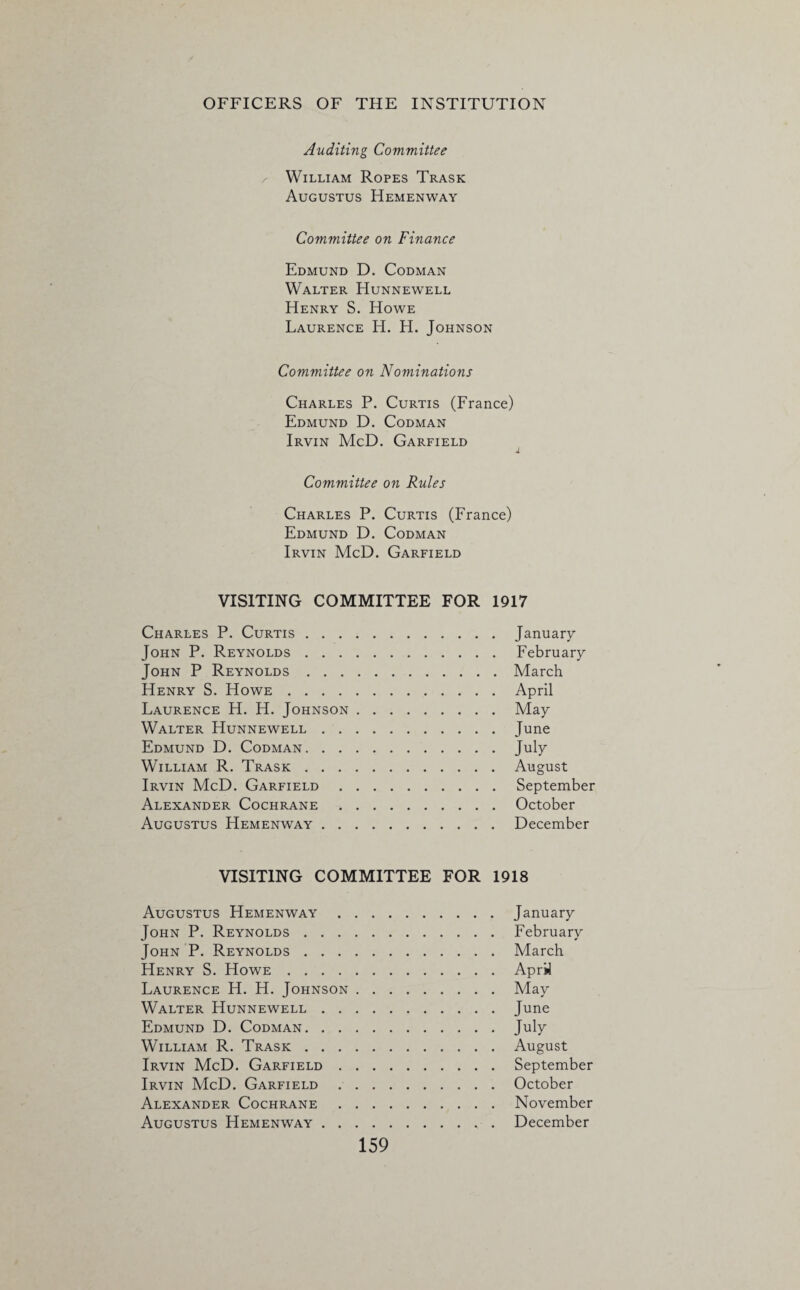 OFFICERS OF THE INSTITUTION
Auditing Committee
William Ropes Trask
Augustus Hemenway
Committee on Finance
Edmund D. Codman
Walter Hunnewell
Henry S. Howe
Laurence H. H. Johnson
Committee on Nominations
Charles P. Curtis (France)
Edmund D. Codman
Irvin McD. Garfield
Committee on Rules
Charles P. Curtis (France)
Edmund D. Codman
Irvin McD. Garfield
VISITING COMMITTEE FOR 1917
Charles P. Curtis . . . . . . . . . . . . January
John P. Reynolds . . . . . . . . . . . . February
John P Reynolds . . . . . . . . . . . . March
Henry S. Howe . . . . . . . . . . . . . April
Laurence H. H. Johnson . . . . . . . . . May
Walter Hunnewell . . . . . . . . . . . June
Edmund D. Codman. . . . . . . . . . . . July
William R. Trask . . . . . . . . . . . . August
Irvin McD. Garfield . . . . . . . . . . September
Alexander Cochrane . . . . . . . . . . October
Augustus Hemenway . . . . . . . . . . . December
VISITING COMMITTEE FOR 1918
Augustus Hemenway . . . . . . . . . . January
John P. Reynolds . . . . . . . . . . . . February
John P. Reynolds . . . . . . . . . . . . March
Henry S. Howe . . . . . . . . . . . . . April
Laurence H. H. Johnson . . . . . . . . . May
Walter Hunnewell . . . . . . . . . . . June
Edmund D. Codman. . . . . . . . . . . . July
William R. Trask . . . . . . . . . . . . August
Irvin McD. Garfield . . . . . . . . . . September
Irvin McD. Garfield . . . . . . . . . . October
Alexander Cochrane . . . . . . . . . . November
Augustus Hemenway . . . . . . . . . . . December
159